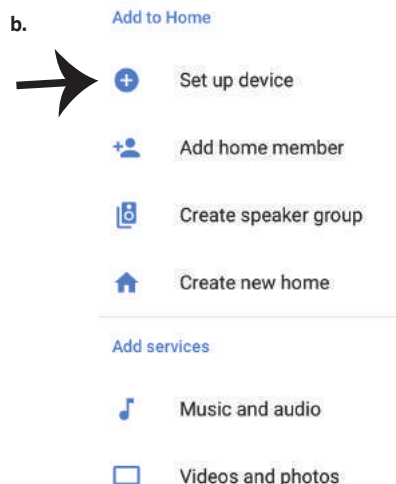 b.
Add to Home
Set up device
Add home member
Create speaker group
Create new home
Add services
Music and audio
Videos and photos